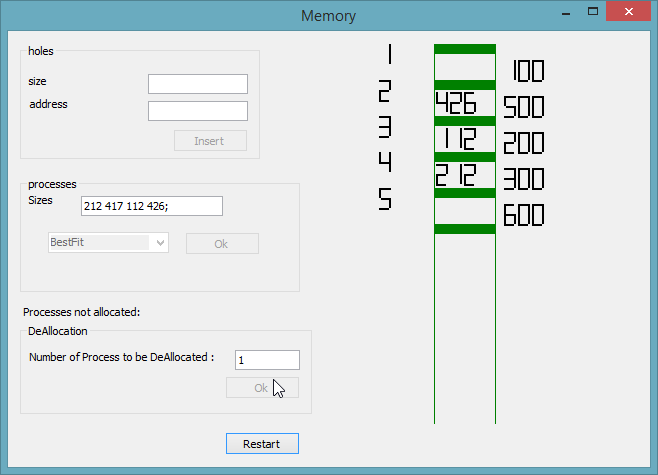 Memory
holes
size
address
Insert
processes
Sizes
212 417 112 426;
BestFit
Ok
Processes not allocated:
DeAllocation
Number of Process to be DeAllocated :
1
Ok
Restart
1
100
2
426
500
3
112
200
4
212
300
5
600